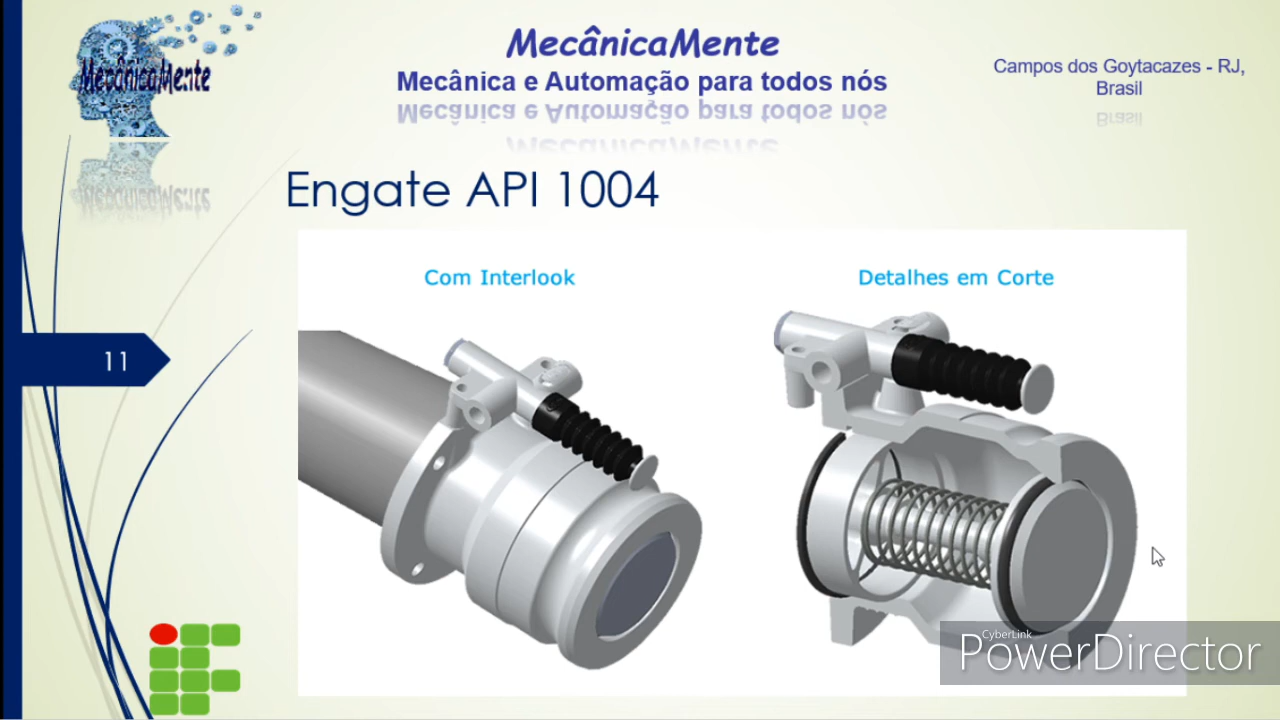 MecânicaMente
MecânicaMente
Mecânica e Automação para todos nós
Campos dos Goytacazes - RJ,
Brasil
Engate API 1004
Com Interlook
Detalhes em Corte
11
CyberLink
PowerDirector